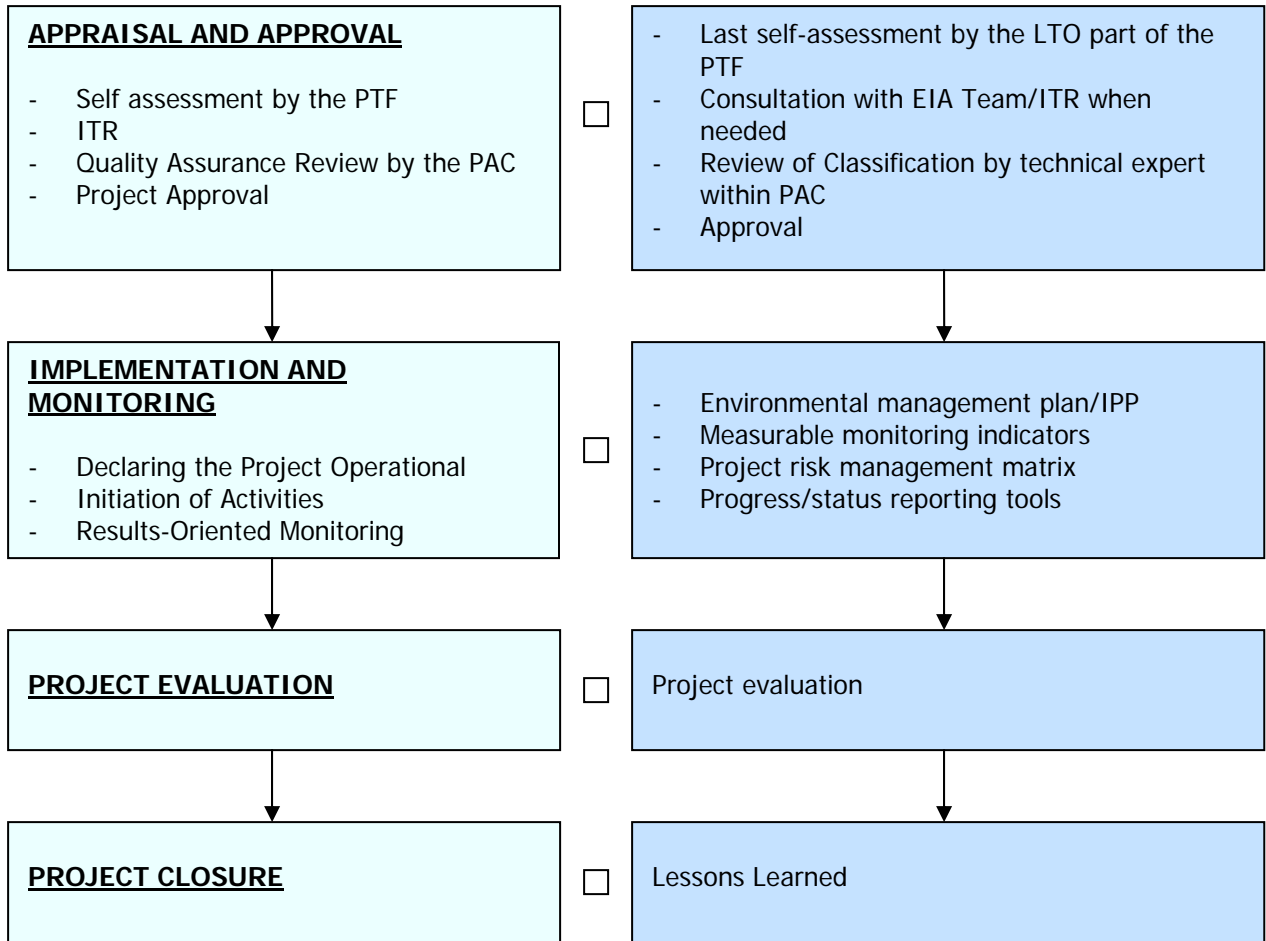 APPRAISAL AND APPROVAL
- Self assessment by the PTF
- ITR
- Quality Assurance Review by the PAC
- Project Approval
- Last self-assessment by the LTO part of the
PTF
- Consultation with EIA Team/ITR when
needed
- Review of Classification by technical expert
within PAC
- Approval
IMPLEMENTATION AND
MONITORING
- Declaring the Project Operational
- Initiation of Activities
- Results-Oriented Monitoring
- Environmental management plan/IPP
- Measurable monitoring indicators
- Project risk management matrix
- Progress/status reporting tools
PROJECT EVALUATION
Project evaluation
PROJECT CLOSURE
Lessons Learned